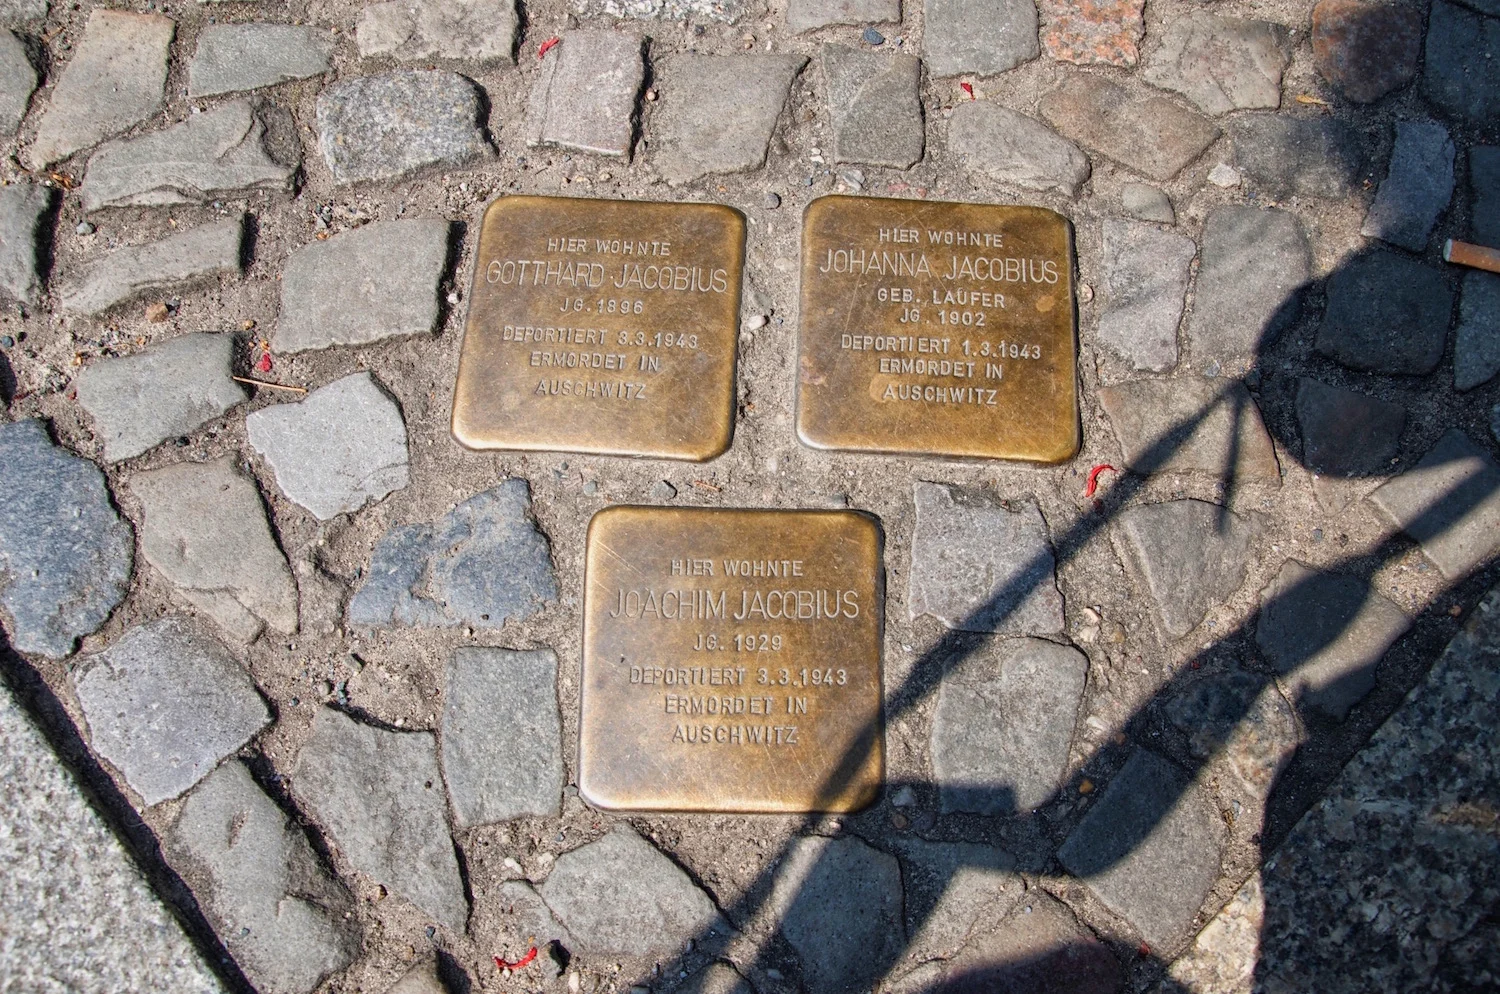 HIER WOHNTE
GOTTHARD JACOBIUS
JG. 1896
DEPORTIERT 3.3.1943
ERMORDET IN
AUSCHWITZ
HIER WOHNTE
JOHANNA JACOBIUS
GEB. LAUFER
JG. 1902
DEPORTIERT 1.3.1943
ERMORDET IN
AUSCHWITZ
HIER WOHNTE
JOACHIM JACOBIUS
JG. 1929
DEPORTIERT 3.3.1943
ERMORDET IN
AUSCHWITZ